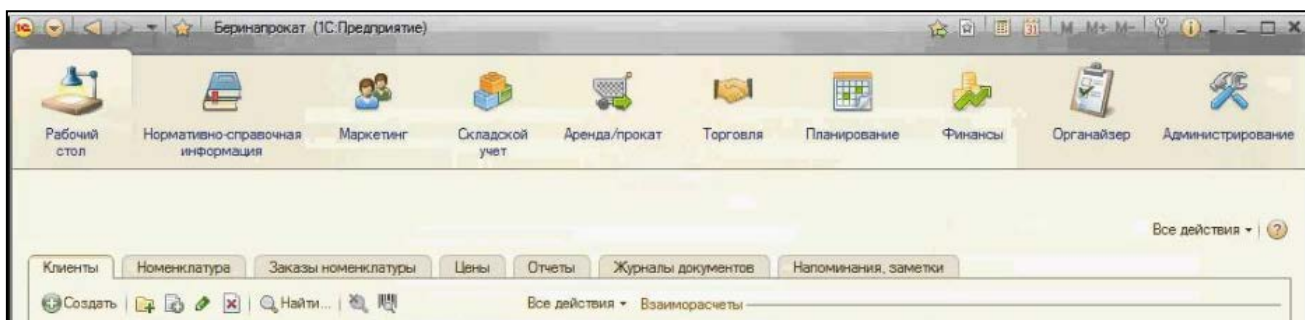 Беринапрокат (1С:Предприятие)
31 M M+ M-
Рабочий стол
Нормативно-справочная информация
Маркетинг
Складской учет
Аренда/прокат
Торговля
Планирование
Финансы
Органайзер
Администрирование
Все действия
Клиенты Номенклатура Заказы номенклатуры Цены Отчеты Журналы документов Напоминания, заметки
Создать Найти... Все действия Взаиморасчеты